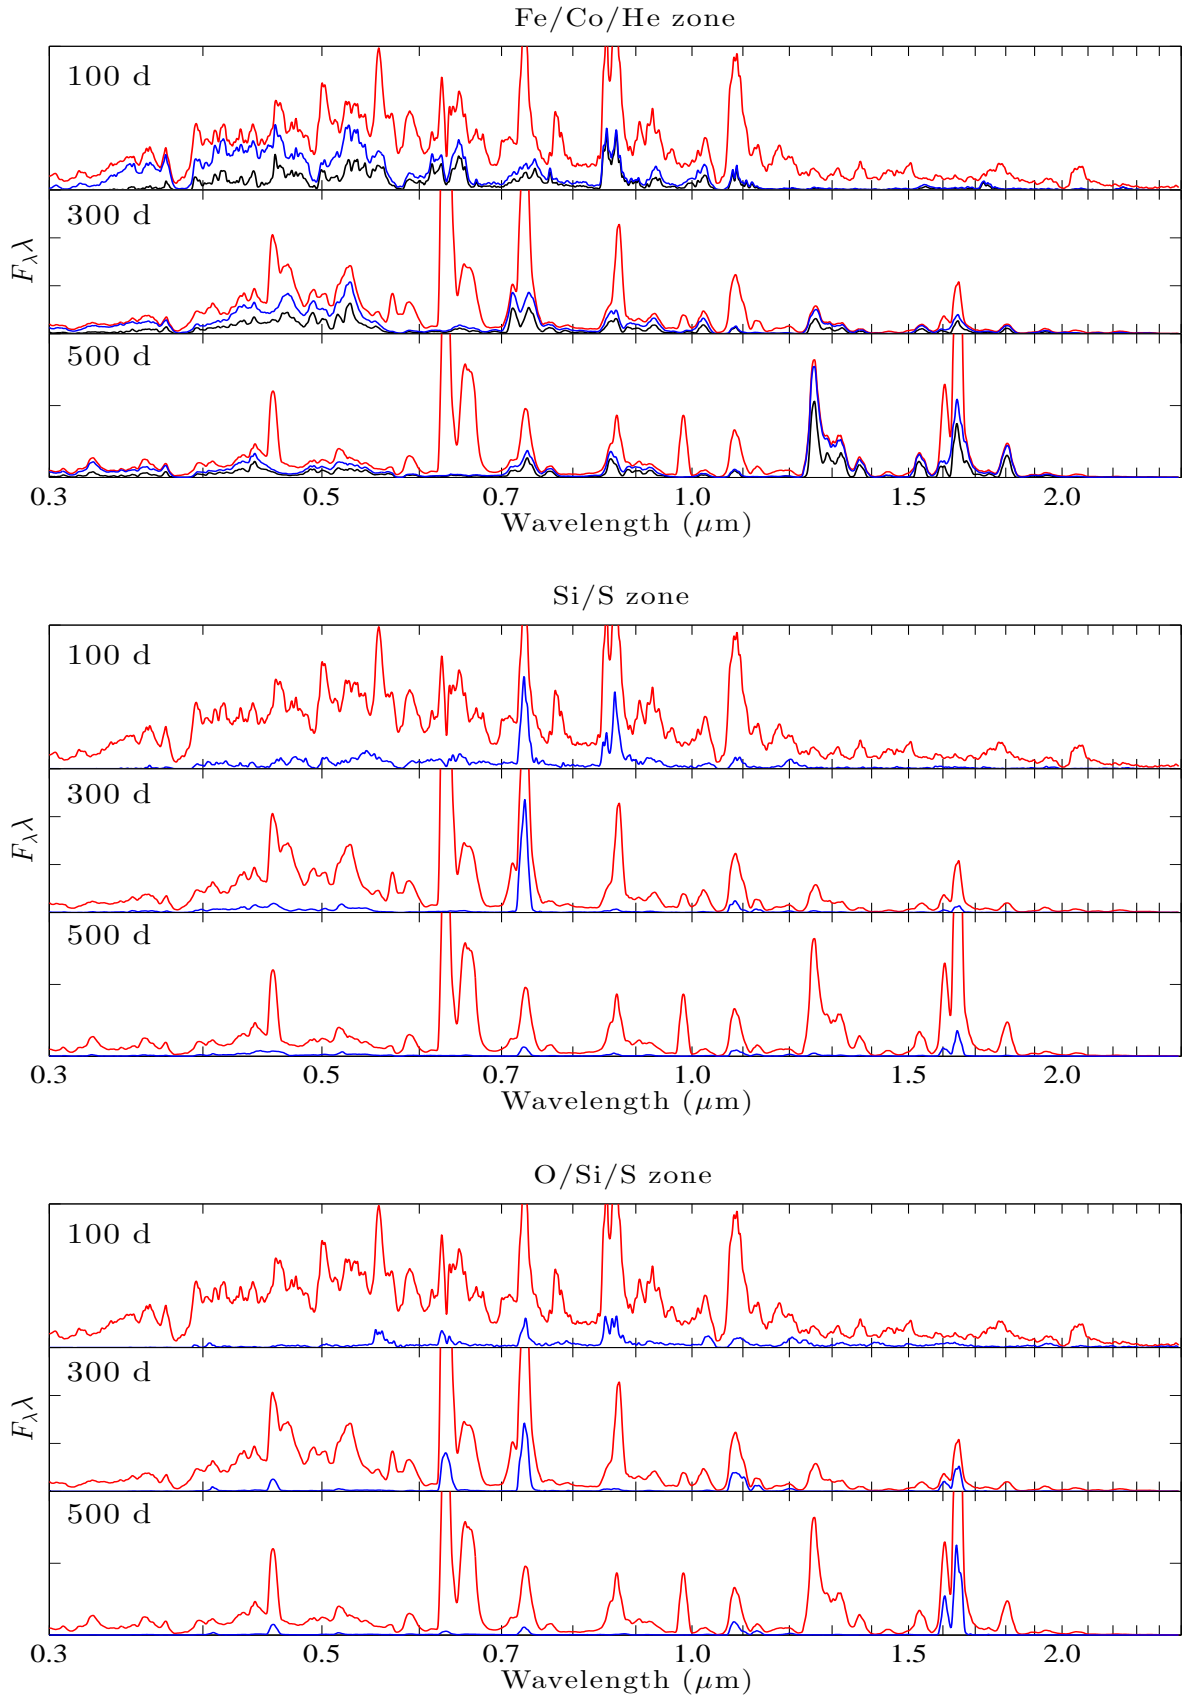 Fe/Co/He zone
100 d
300 d
500 d
F_λλ
0.3 0.5 0.7 1.0 1.5 2.0
Wavelength (μm)
Si/S zone
100 d
300 d
500 d
F_λλ
0.3 0.5 0.7 1.0 1.5 2.0
Wavelength (μm)
O/Si/S zone
100 d
300 d
500 d
F_λλ
0.3 0.5 0.7 1.0 1.5 2.0
Wavelength (μm)